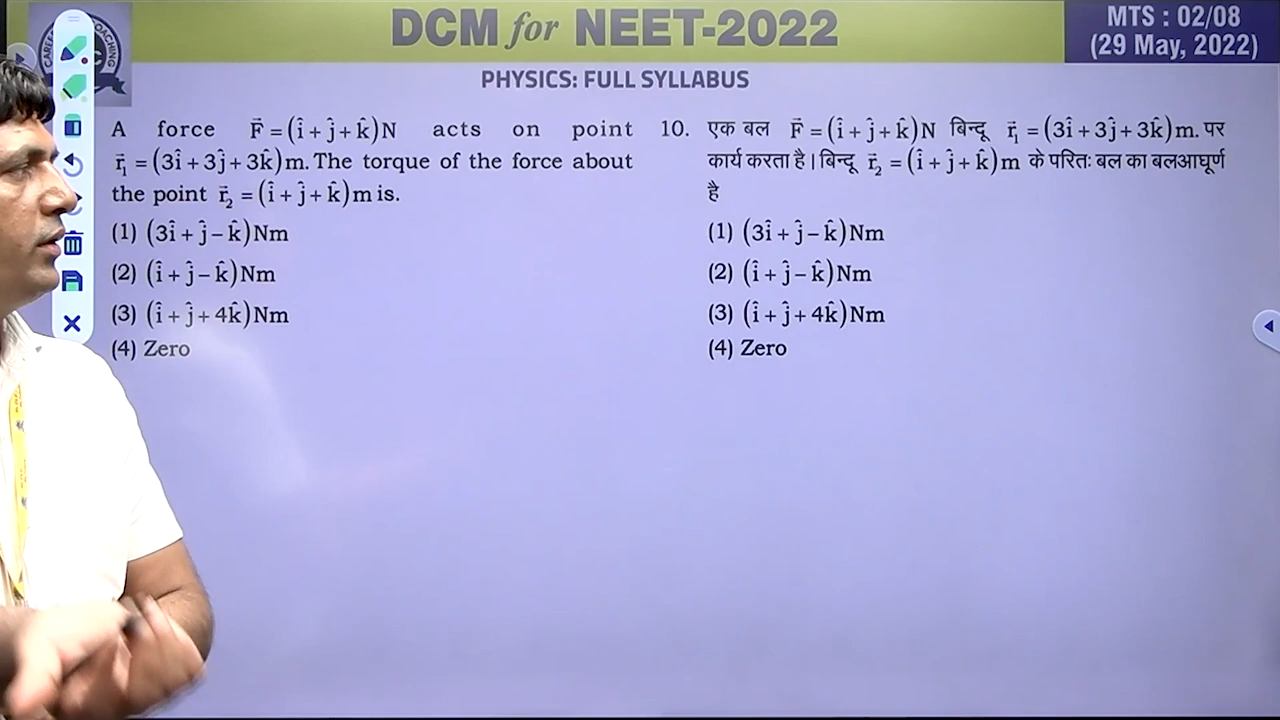 DCM for NEET-2022
MTS : 02/08
(29 May, 2022)
PHYSICS: FULL SYLLABUS
A force F⃗ = (î + ĵ + k̂)N acts on point
r⃗₁ = (3î + 3ĵ + 3k̂)m. The torque of the force about
the point r⃗₂ = (î + ĵ + k̂)m is.
(1) (3î + ĵ – k̂)Nm
(2) (î + ĵ – k̂)Nm
(3) (î + ĵ + 4k̂)Nm
(4) Zero
10. एक बल F⃗ = (î + ĵ + k̂)N बिन्दू r⃗₁ = (3î + 3ĵ + 3k̂)m. पर
कार्य करता है। बिन्दू r⃗₂ = (î + ĵ + k̂)m के परितः बल का बलआघूर्ण
है
(1) (3î + ĵ – k̂)Nm
(2) (î + ĵ – k̂)Nm
(3) (î + ĵ + 4k̂)Nm
(4) Zero